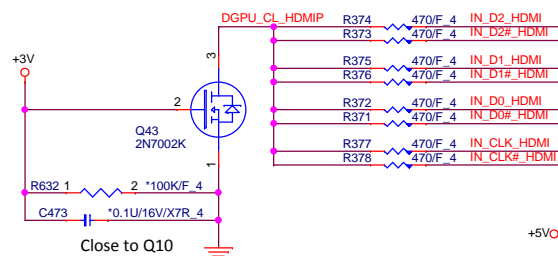 DGPU_CL_HDMIP
R374 470/F_4 IN_D2_HDMI
R373 470/F_4 IN_D2#_HDMI
+3V
3
R375 470/F_4 IN_D1_HDMI
R376 470/F_4 IN_D1#_HDMI
2
R372 470/F_4 IN_D0_HDMI
R371 470/F_4 IN_D0#_HDMI
Q43
2N7002K
R377 470/F_4 IN_CLK_HDMI
R378 470/F_4 IN_CLK#_HDMI
1
R632 1 2 *100K/F_4
C473 *0.1U/16V/X7R_4
Close to Q10
+5V